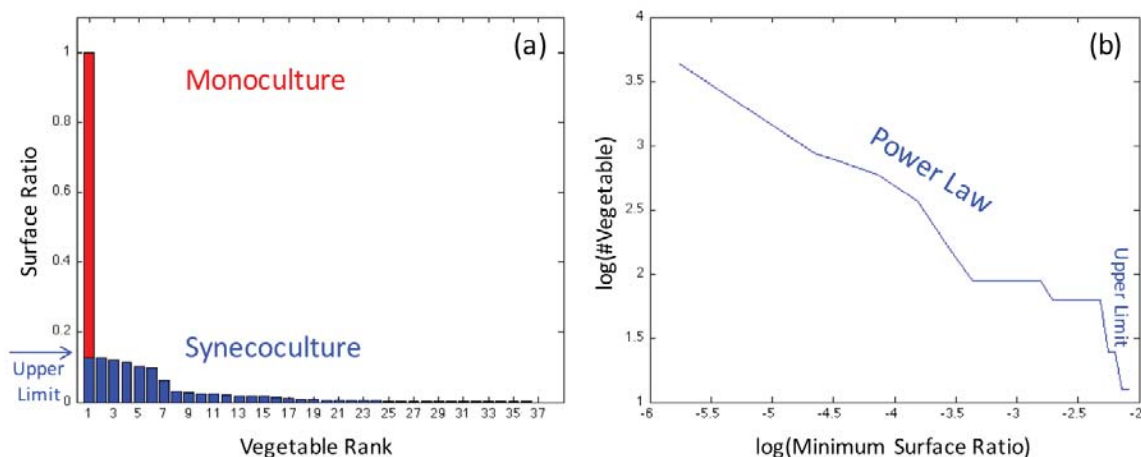 (a)
Monoculture
Synecoculture
Upper
Limit
Surface Ratio
1
0.8
0.6
0.4
0.2
0
1 3 5 7 9 11 13 15 17 19 21 23 25 27 29 31 33 35 37
Vegetable Rank
(b)
Power Law
Upper Limit
log(#Vegetable)
4
3.5
3
2.5
2
1.5
1
-6 -5.5 -5 -4.5 -4 -3.5 -3 -2.5 -2
log(Minimum Surface Ratio)